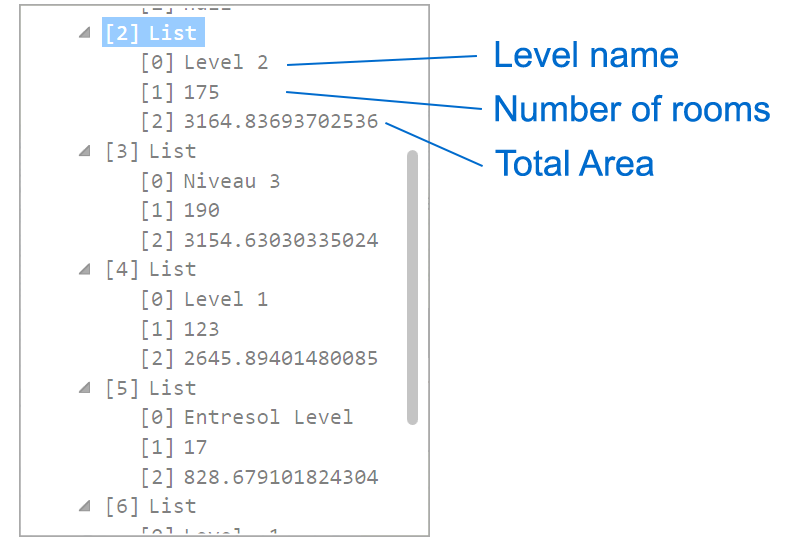 [2] List
[0] Level 2
Level name
[1] 175
Number of rooms
[2] 3164.83693702536
Total Area
[3] List
[0] Niveau 3
[1] 190
[2] 3154.63030335024
[4] List
[0] Level 1
[1] 123
[2] 2645.89401480085
[5] List
[0] Entresol Level
[1] 17
[2] 828.679101824304
[6] List